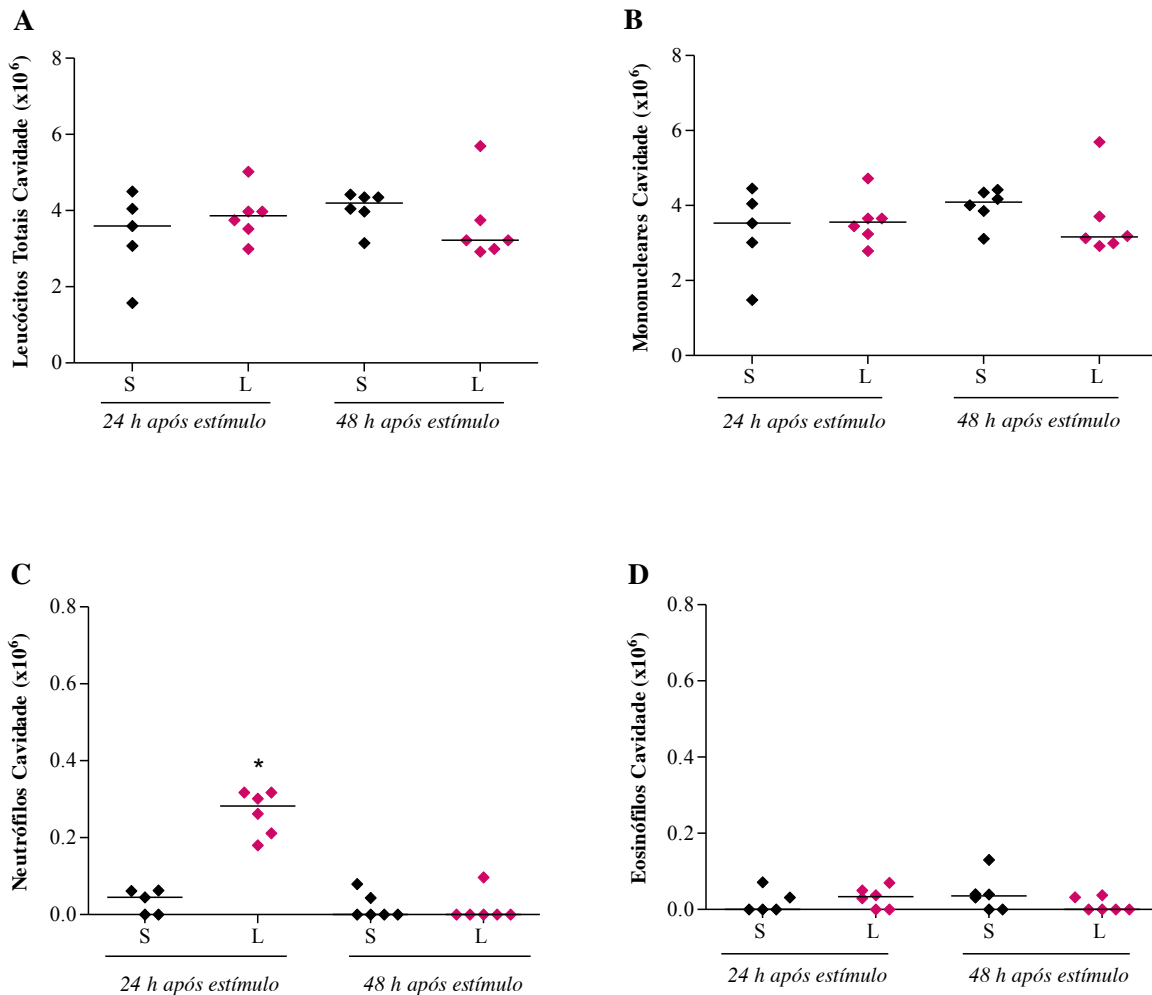 A
Leucócitos Totais Cavidade (x10⁶)
8
6
4
2
0
S L S L
24 h após estímulo 48 h após estímulo
B
Mononucleares Cavidade (x10⁶)
8
6
4
2
0
S L S L
24 h após estímulo 48 h após estímulo
C
Neutrófilos Cavidade (x10⁶)
0.8
0.6
0.4
0.2
0.0
*
S L S L
24 h após estímulo 48 h após estímulo
D
Eosinófilos Cavidade (x10⁶)
0.8
0.6
0.4
0.2
0.0
S L S L
24 h após estímulo 48 h após estímulo